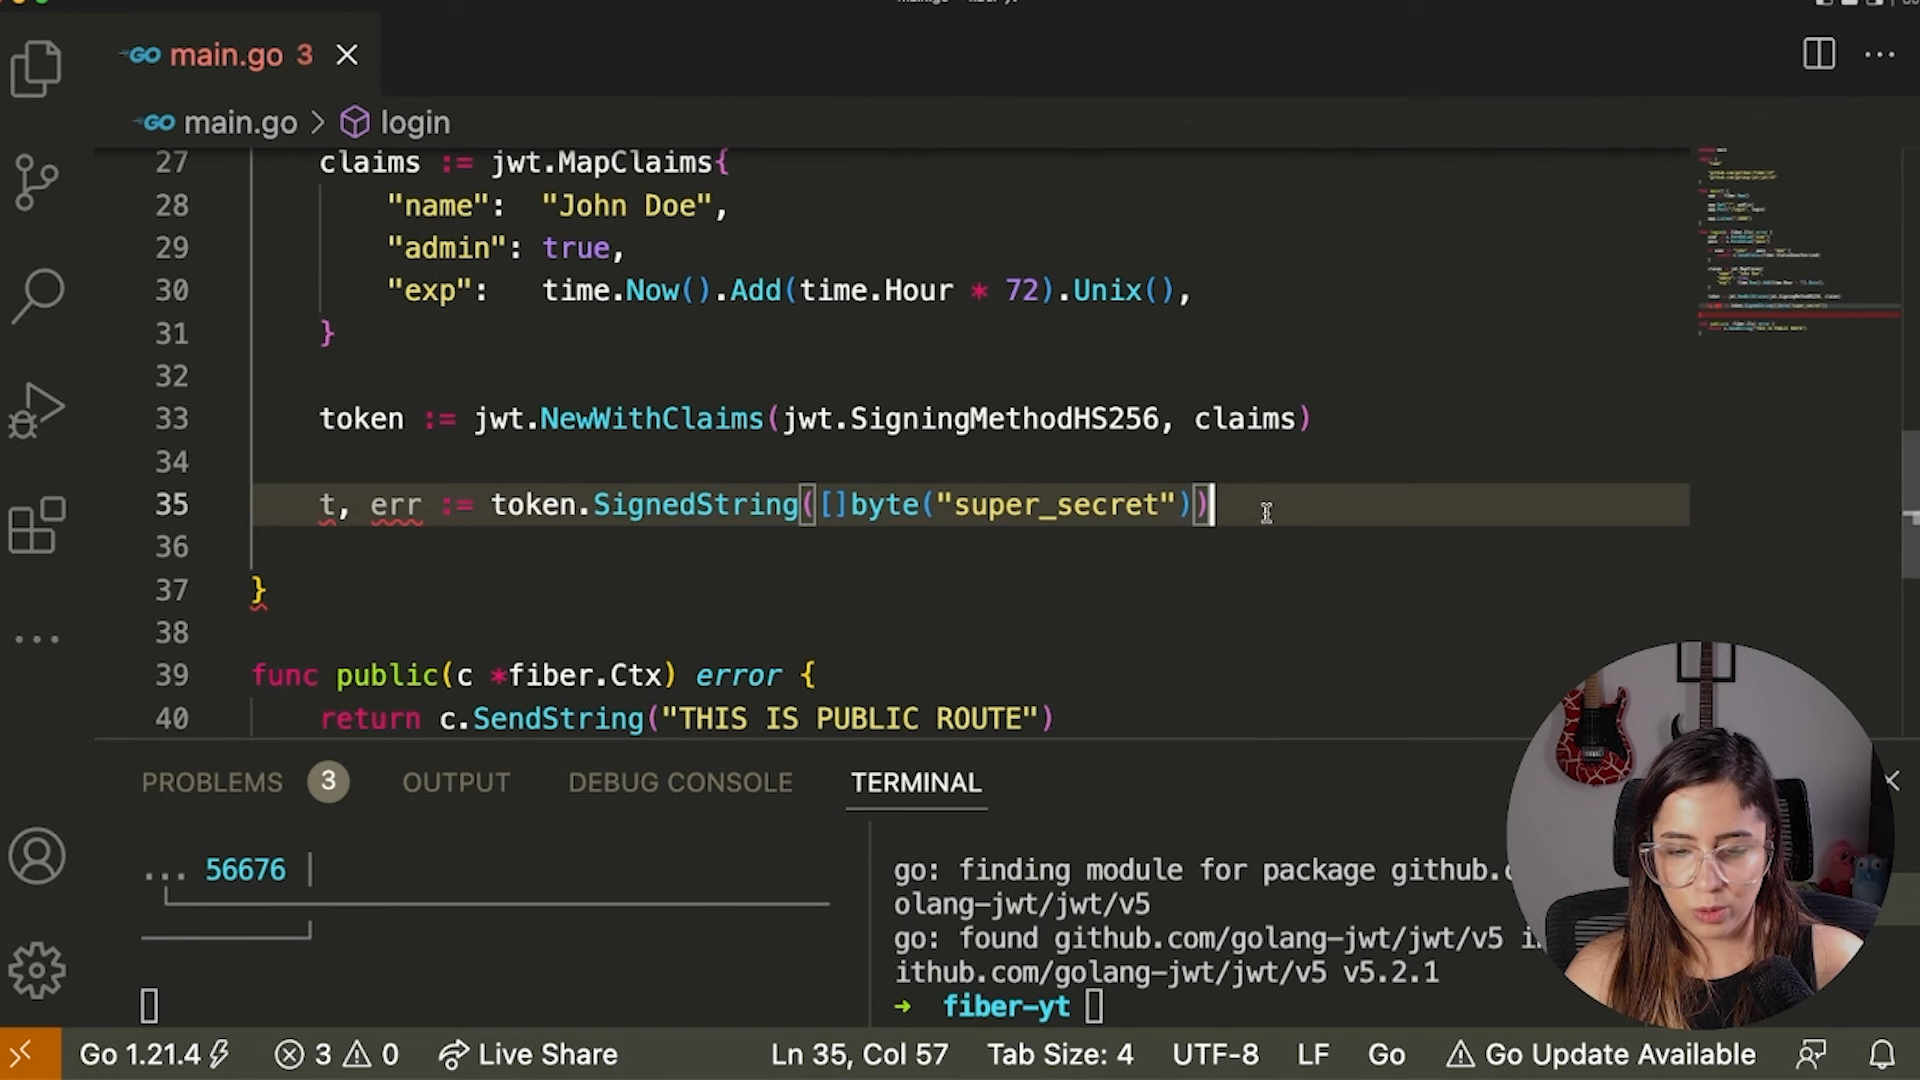 main.go 3
main.go > login
27 claims := jwt.MapClaims{
28 "name": "John Doe",
29 "admin": true,
30 "exp": time.Now().Add(time.Hour * 72).Unix(),
31 }
32
33 token := jwt.NewWithClaims(jwt.SigningMethodHS256, claims)
34
35 t, err := token.SignedString([]byte("super_secret"))
36
37 }
38
39 func public(c *fiber.Ctx) error {
40 return c.SendString("THIS IS PUBLIC ROUTE")
PROBLEMS 3 OUTPUT DEBUG CONSOLE TERMINAL
... 56676
go: finding module for package github.
olang-jwt/jwt/v5
go: found github.com/golang-jwt/jwt/v5
ithub.com/golang-jwt/jwt/v5 v5.2.1
→ fiber-yt
Go 1.21.4 3 0 Live Share Ln 35, Col 57 Tab Size: 4 UTF-8 LF Go Go Update Available